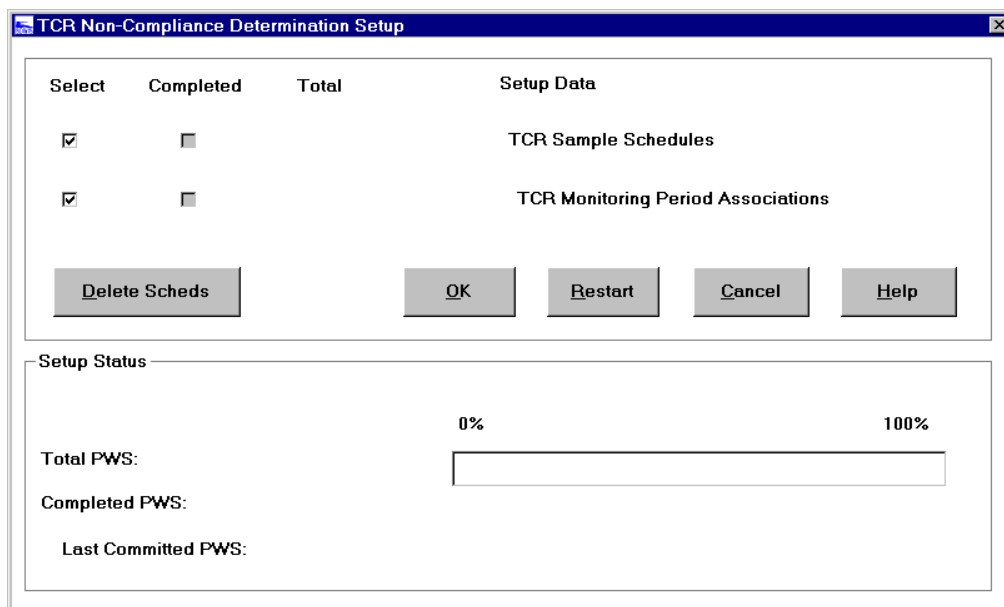 TCR Non-Compliance Determination Setup
Select Completed Total Setup Data
TCR Sample Schedules
TCR Monitoring Period Associations
Delete Scheds OK Restart Cancel Help
Setup Status
0% 100%
Total PWS:
Completed PWS:
Last Committed PWS: